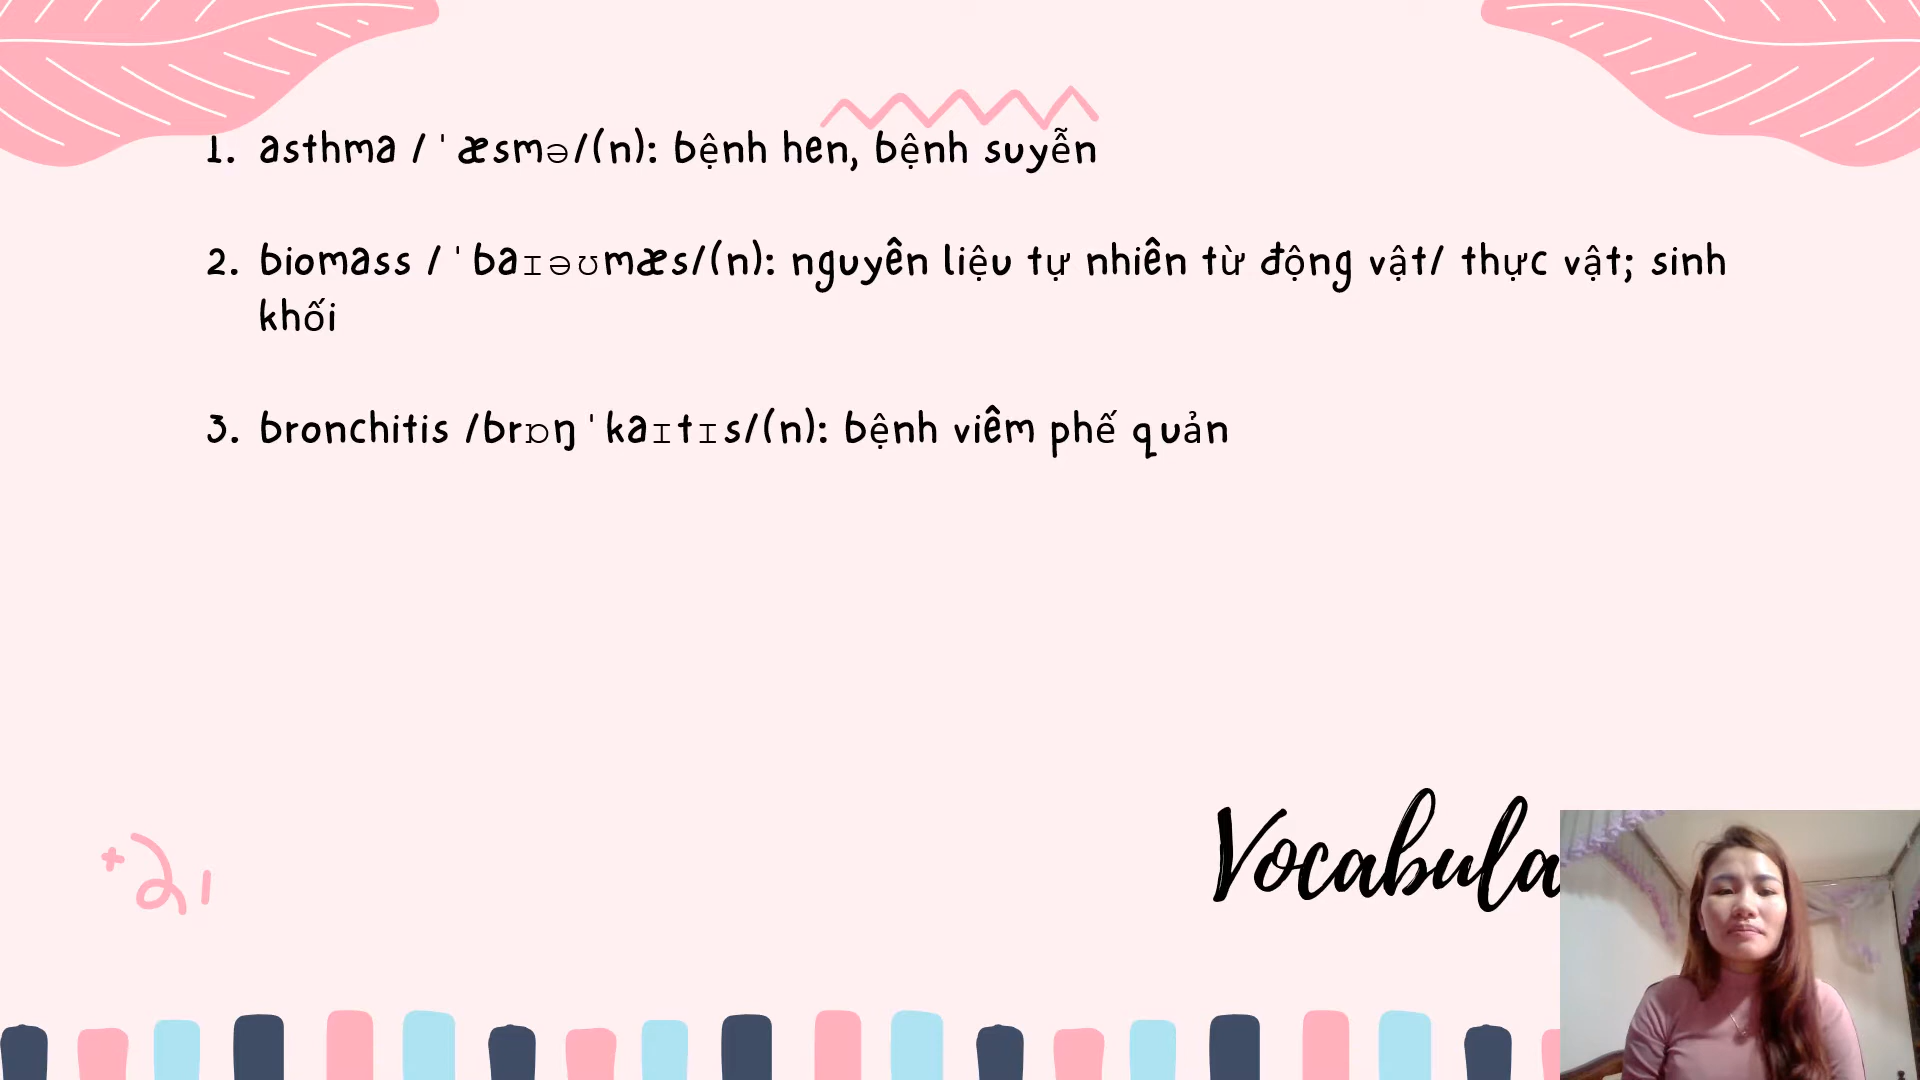 1. asthma /ˈæsmə/(n): bệnh hen, bệnh suyễn
2. biomass /ˈbaɪəʊmæs/(n): nguyên liệu tự nhiên từ động vật/ thực vật; sinh
khối
3. bronchitis /brɒŋˈkaɪtɪs/(n): bệnh viêm phế quản
Vocabula